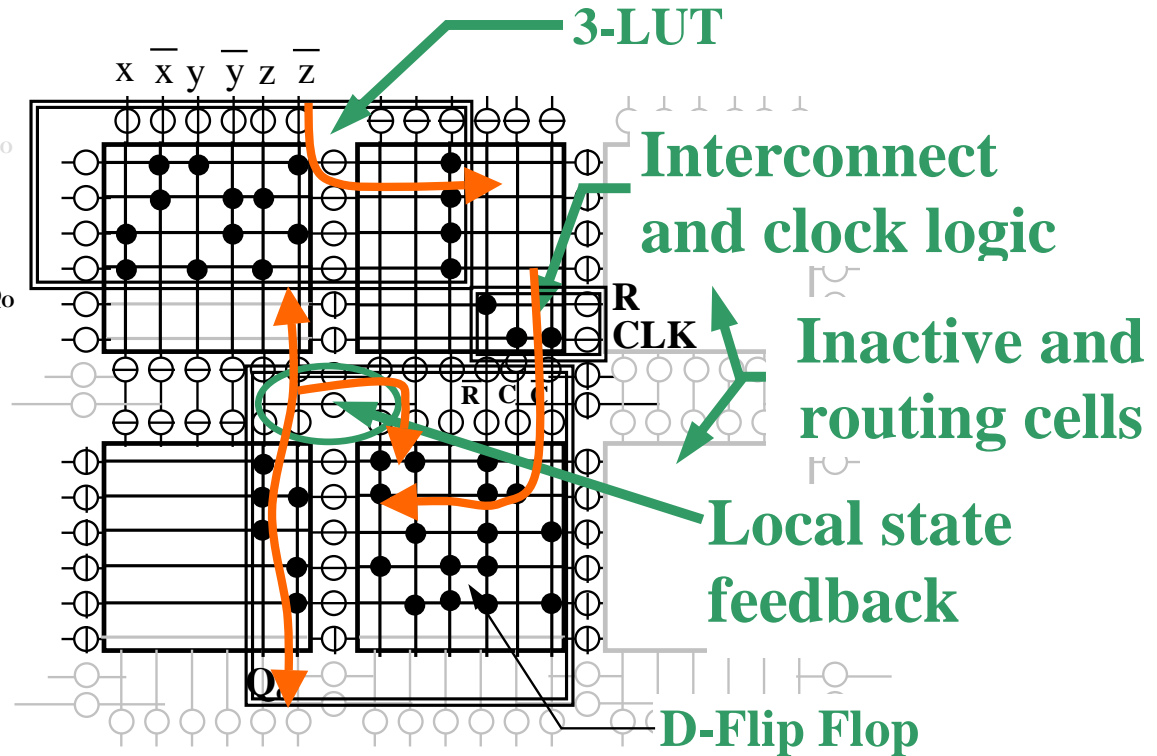 3-LUT
x x̅ y y̅ z z̅
Interconnect
and clock logic
R
CLK
Inactive and
routing cells
R̅ C C̅
Local state
feedback
Q
D-Flip Flop